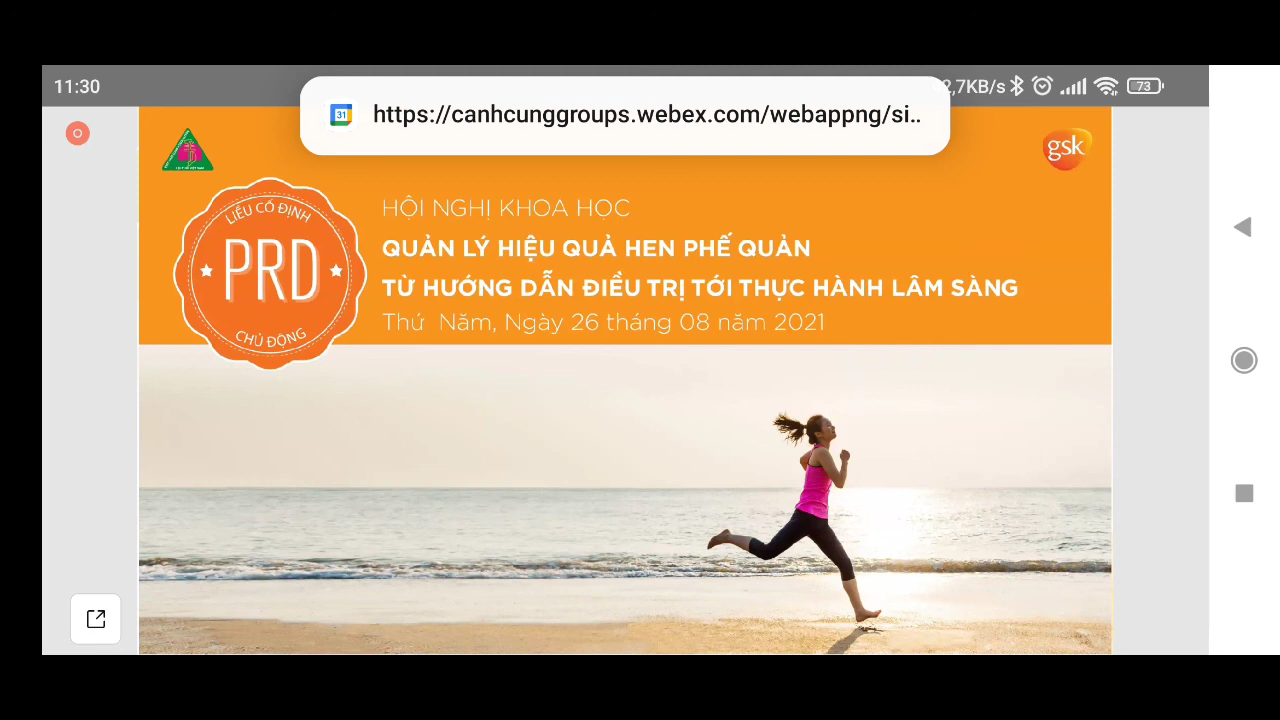 11:30
2,7KB/s
73
31
https://canhcunggroups.webex.com/webappng/si..
gsk
LIỀU CỐ ĐỊNH
PRD
CHỦ ĐỘNG
HỘI NGHỊ KHOA HỌC
QUẢN LÝ HIỆU QUẢ HEN PHẾ QUẢN
TỪ HƯỚNG DẪN ĐIỀU TRỊ TỚI THỰC HÀNH LÂM SÀNG
Thứ Năm, Ngày 26 tháng 08 năm 2021